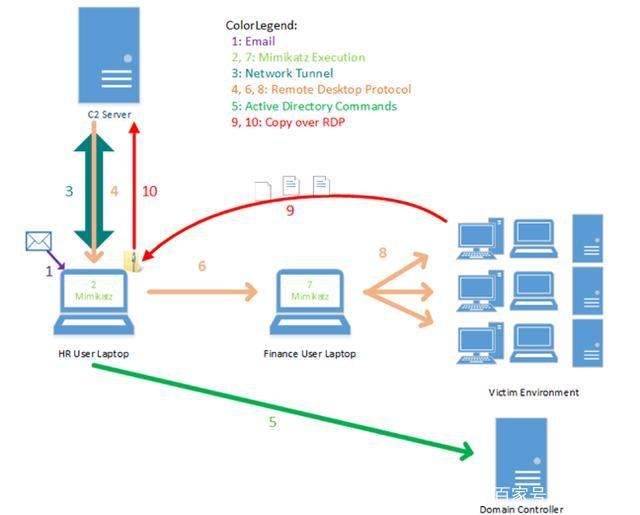 ColorLegend:
1: Email
2, 7: Mimikatz Execution
3: Network Tunnel
4, 6, 8: Remote Desktop Protocol
5: Active Directory Commands
9, 10: Copy over RDP
C2 Server
3
4
10
9
1
2
Mimikatz
6
7
Mimikatz
8
HR User Laptop
Finance User Laptop
Victim Environment
5
百家号
Domain Controller